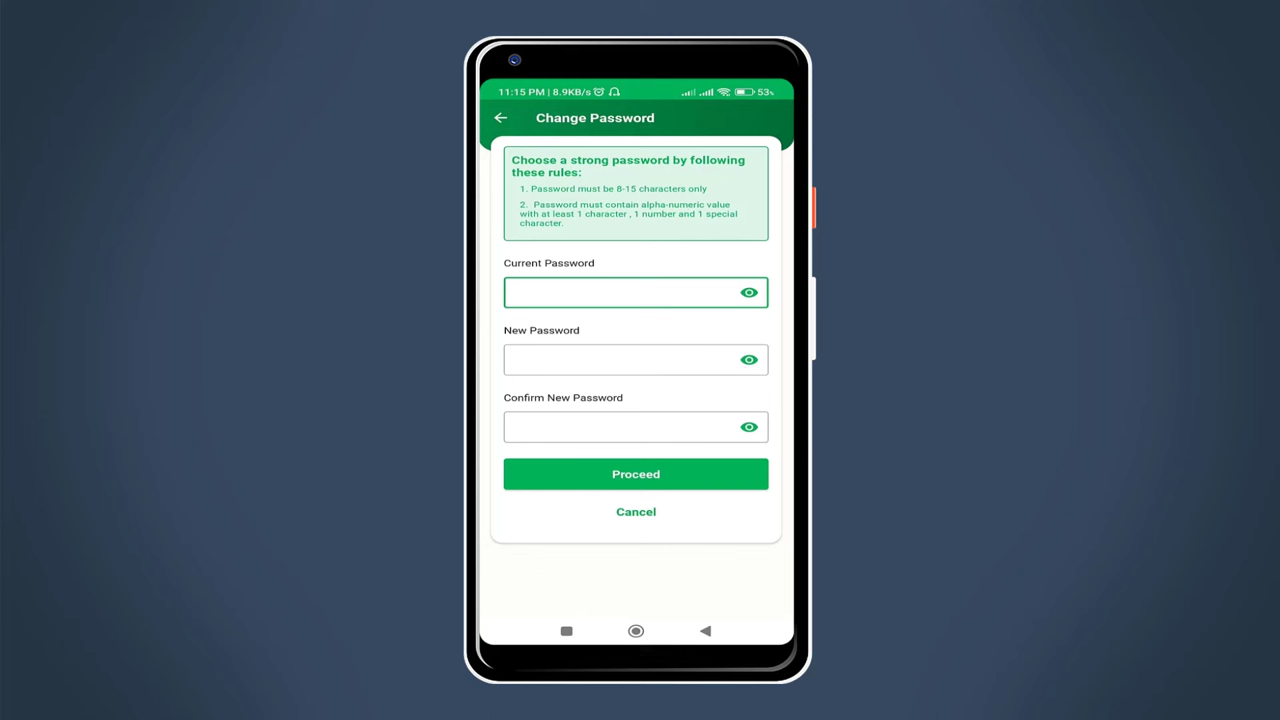 11:15 PM | 8.9KB/s 53%
Change Password
Choose a strong password by following
these rules:
1. Password must be 8-15 characters only
2. Password must contain alpha-numeric value
with at least 1 character , 1 number and 1 special
character.
Current Password
New Password
Confirm New Password
Proceed
Cancel